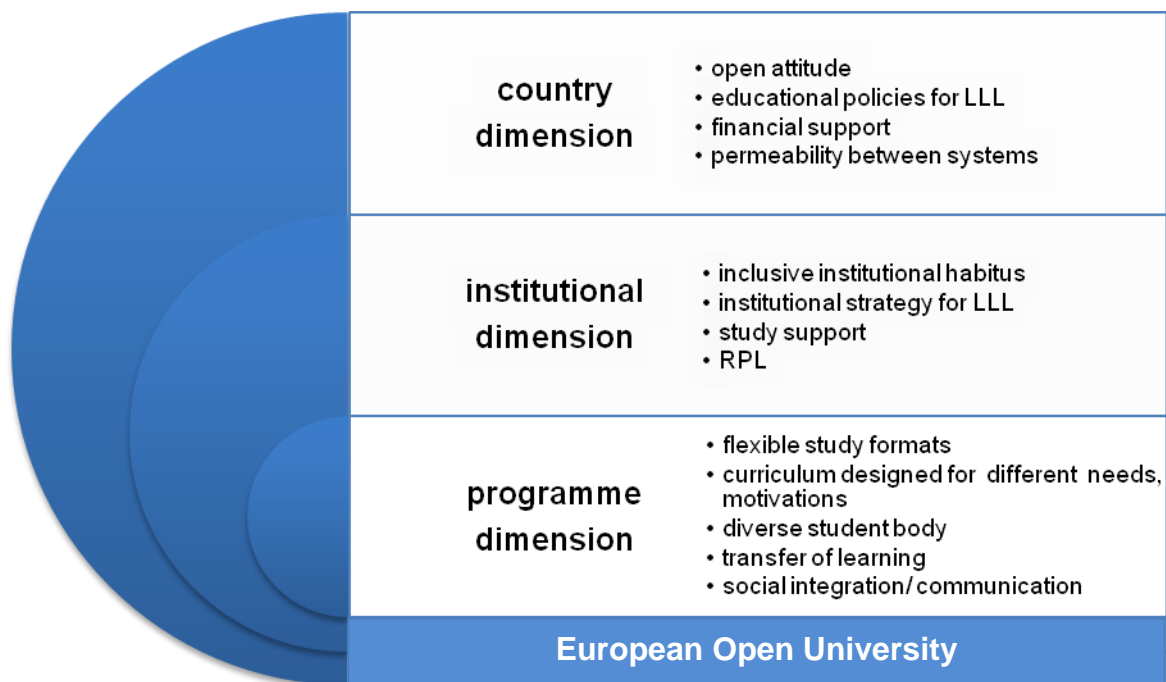 country
dimension
• open attitude
• educational policies for LLL
• financial support
• permeability between systems
institutional
dimension
• inclusive institutional habitus
• institutional strategy for LLL
• study support
• RPL
programme
dimension
• flexible study formats
• curriculum designed for different needs,
motivations
• diverse student body
• transfer of learning
• social integration/ communication
European Open University